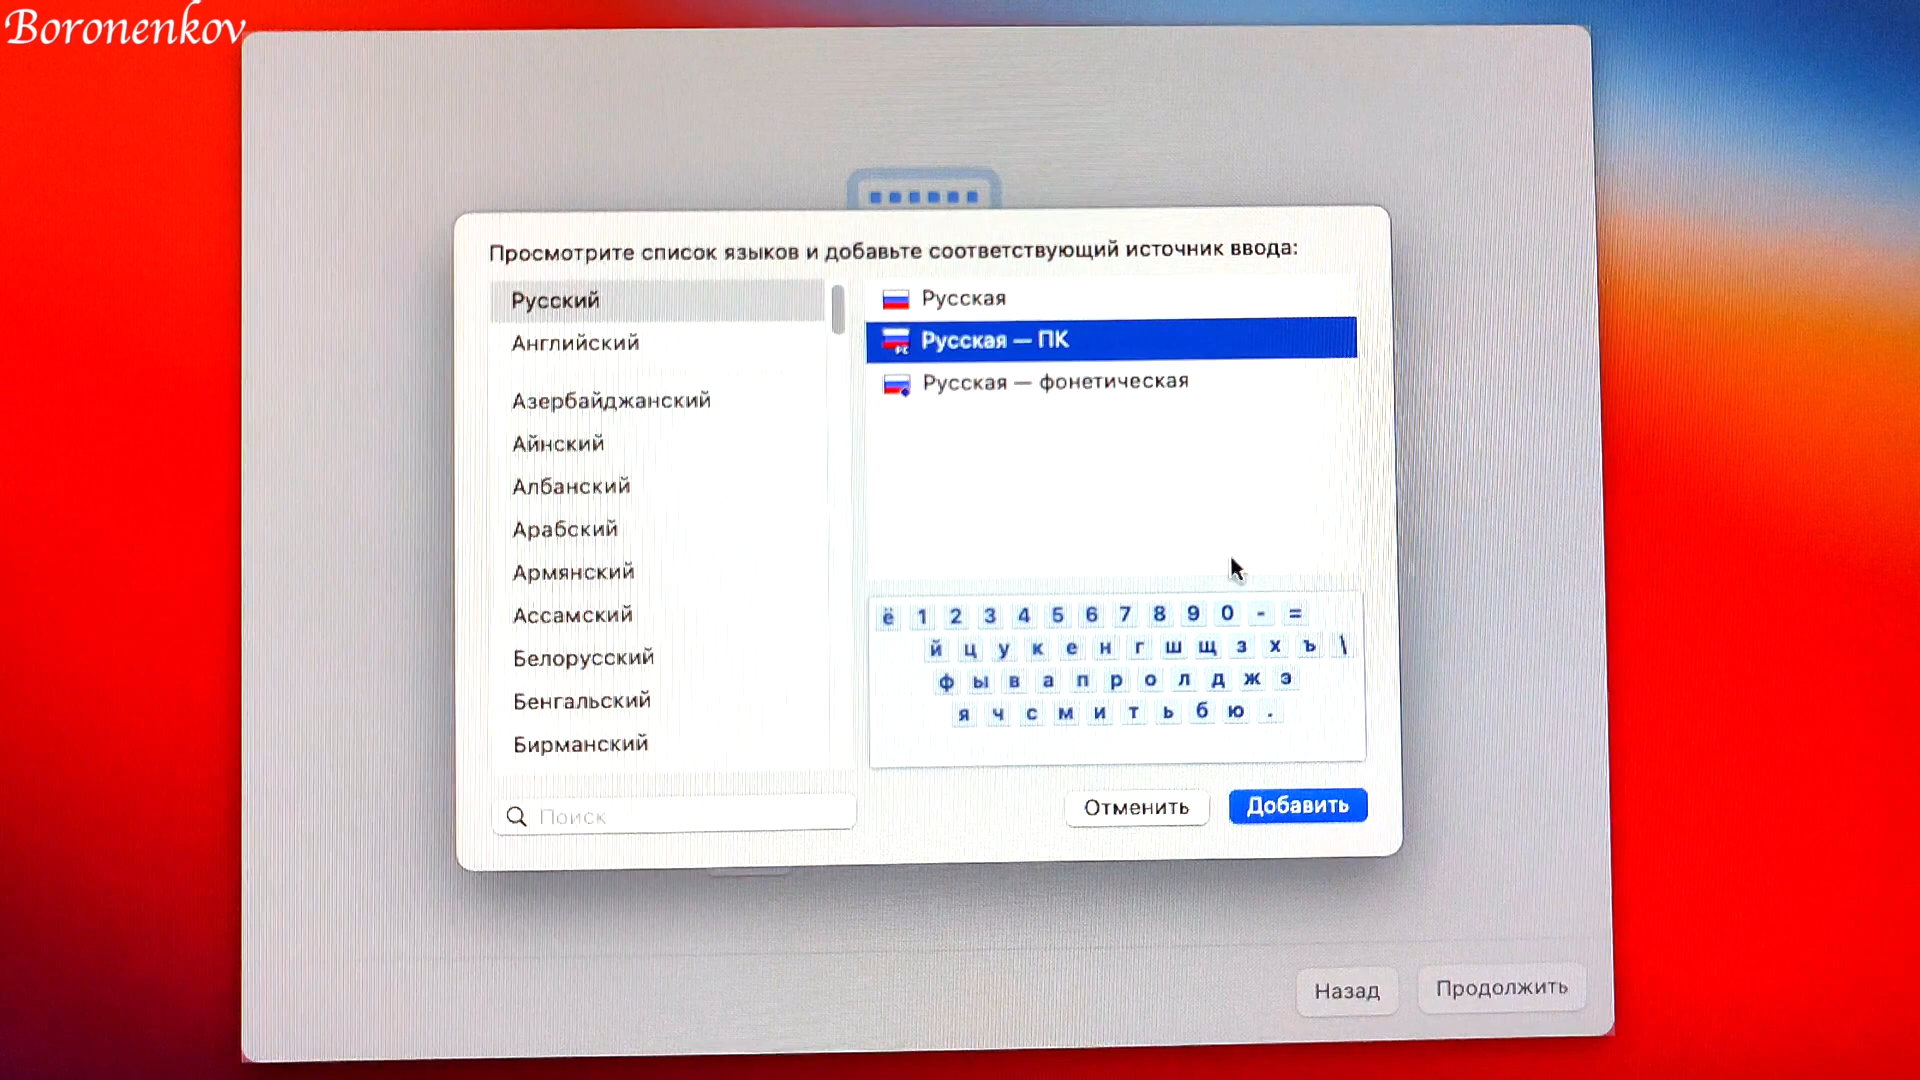 Boronenkov
Просмотрите список языков и добавьте соответствующий источник ввода:
Русский
Английский
Азербайджанский
Айнский
Албанский
Арабский
Армянский
Ассамский
Белорусский
Бенгальский
Бирманский
Поиск
Русская
Русская — ПК
Русская — фонетическая
ё 1 2 3 4 5 6 7 8 9 0 - =
й ц у к е н г ш щ з х ъ \
ф ы в а п р о л д ж э
я ч с м и т ь б ю .
Отменить Добавить
Назад Продолжить